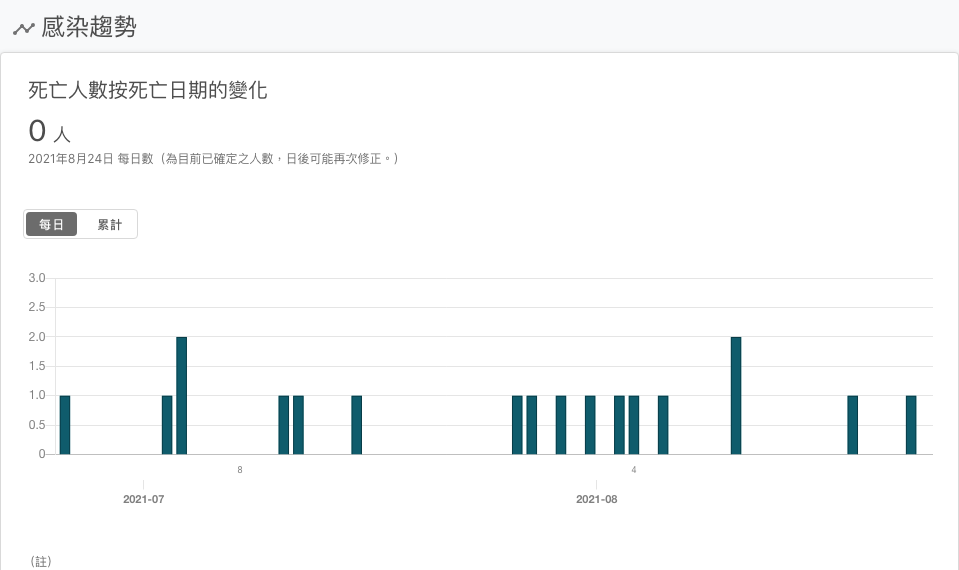 感染趨勢
死亡人數按死亡日期的變化
0 人
2021年8月24日 每日數（為目前已確定之人數，日後可能再次修正。）
每日 累計
3.0
2.5
2.0
1.5
1.0
0.5
0
8 4
2021-07 2021-08
（註）